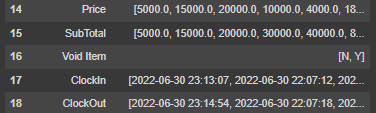 14 Price [5000.0, 15000.0, 20000.0, 10000.0, 4000.0, 18...
15 SubTotal [5000.0, 15000.0, 20000.0, 30000.0, 40000.0, 8...
16 Void Item [N, Y]
17 ClockIn [2022-06-30 23:13:07, 2022-06-30 22:07:12, 202...
18 ClockOut [2022-06-30 23:14:54, 2022-06-30 22:07:18, 202...